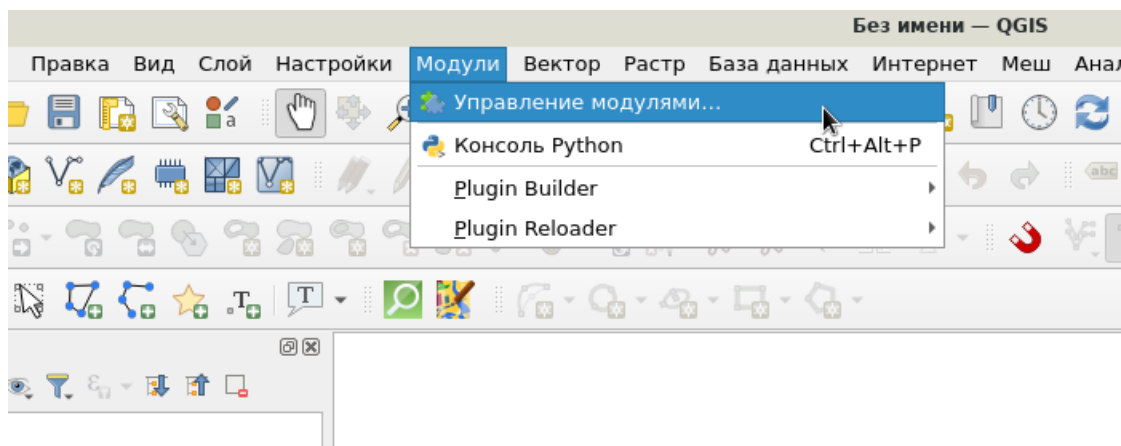 Без имени — QGIS
Правка Вид Слой Настройки Модули Вектор Растр База данных Интернет Меш Анал
Управление модулями...
Консоль Python Ctrl+Alt+P
Plugin Builder
Plugin Reloader